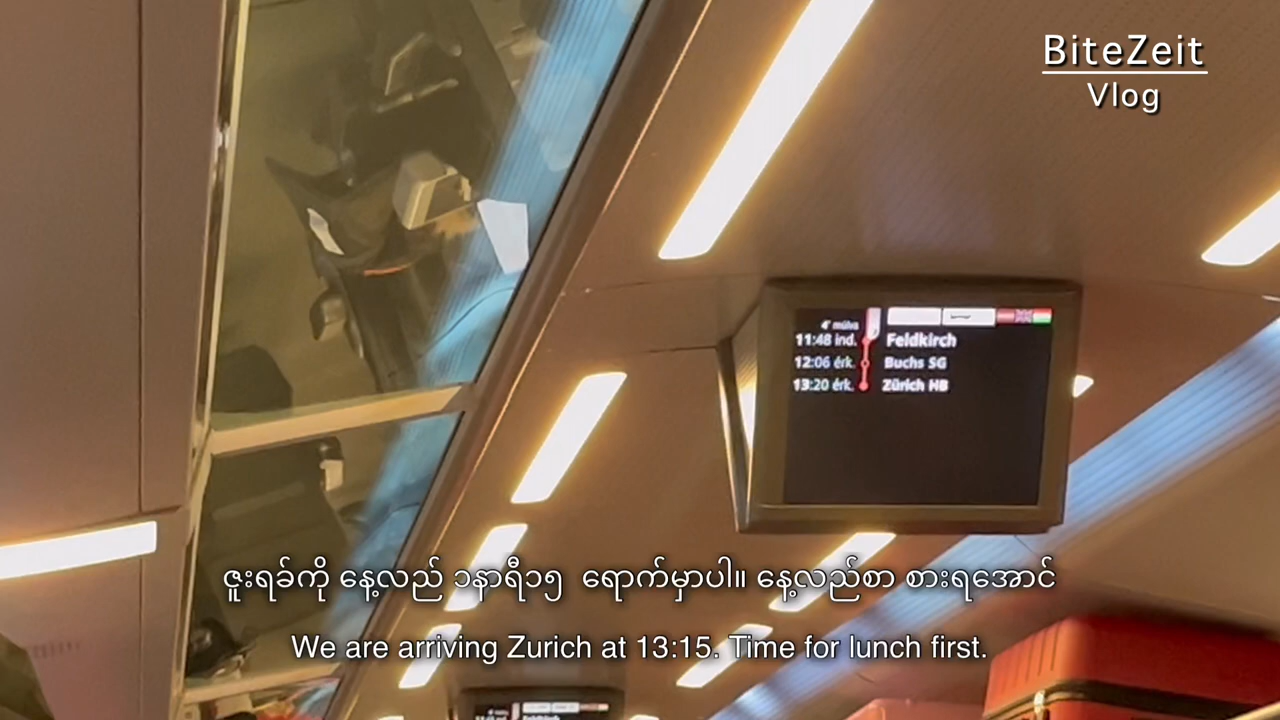 BiteZeit
Vlog
4' múlva
11:48 ind. Feldkirch
12:06 érk. Buchs SG
13:20 érk. Zürich HB
ဇူးရခ်ကို နေ့လည် ၁နာရီ၁၅ ရောက်မှာပါ။ နေ့လည်စာ စားရအောင်
We are arriving Zurich at 13:15. Time for lunch first.
Feldkirch